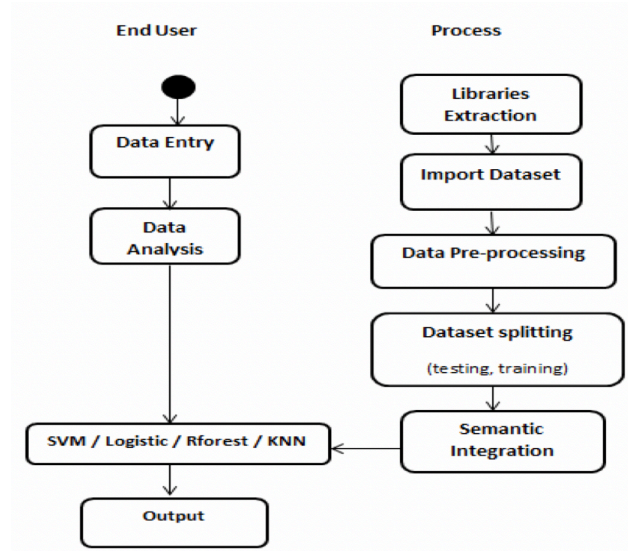 End User
Process
Data Entry
Data
Analysis
Libraries
Extraction
Import Dataset
Data Pre-processing
Dataset splitting
(testing, training)
Semantic
Integration
SVM / Logistic / Rforest / KNN
Output